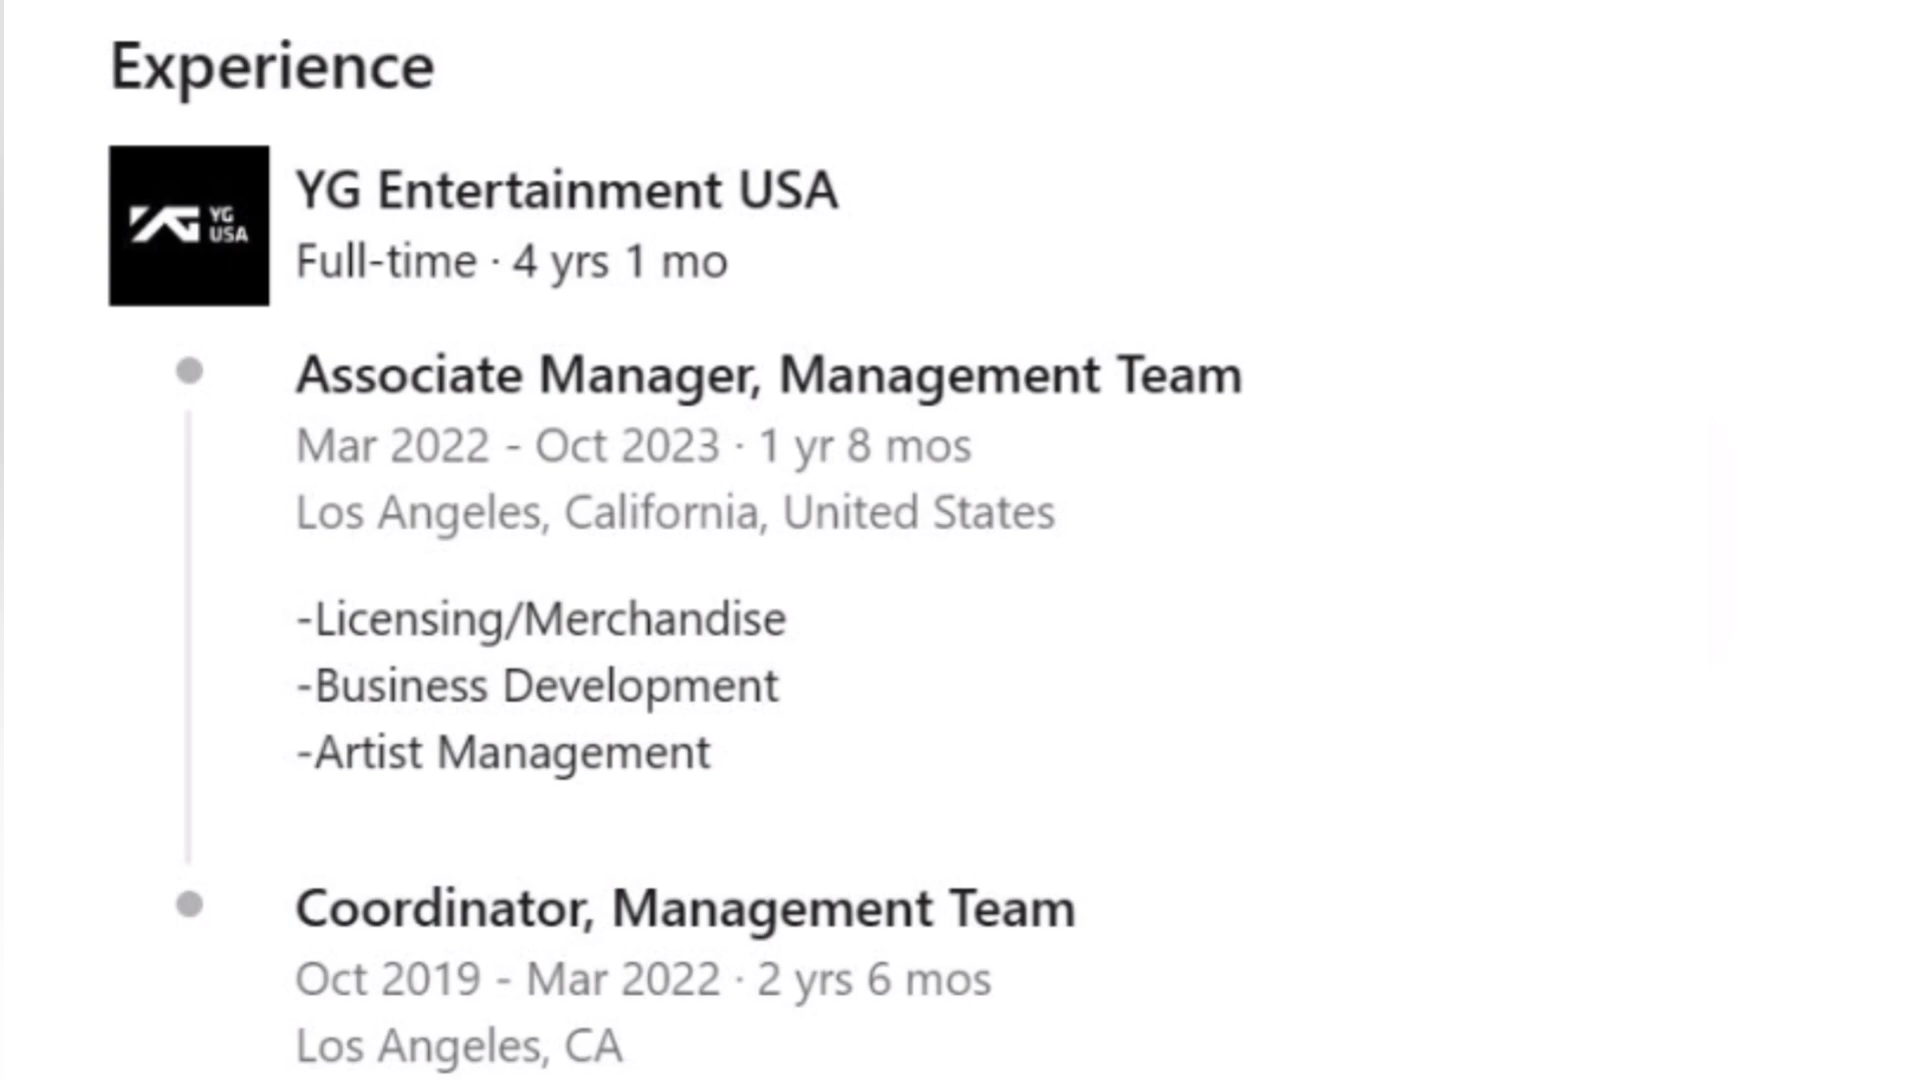 Experience
YG
USA
YG Entertainment USA
Full-time · 4 yrs 1 mo
Associate Manager, Management Team
Mar 2022 - Oct 2023 · 1 yr 8 mos
Los Angeles, California, United States
-Licensing/Merchandise
-Business Development
-Artist Management
Coordinator, Management Team
Oct 2019 - Mar 2022 · 2 yrs 6 mos
Los Angeles, CA